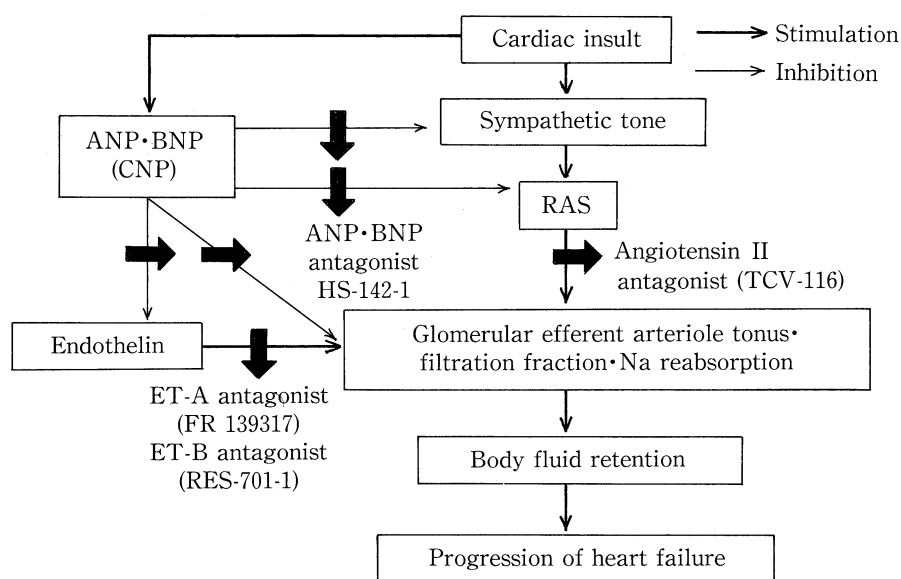 Cardiac insult
Stimulation
Inhibition
ANP·BNP
(CNP)
Sympathetic tone
RAS
ANP·BNP
antagonist
HS-142-1
Angiotensin II
antagonist (TCV-116)
Endothelin
Glomerular efferent arteriole tonus·
filtration fraction·Na reabsorption
ET-A antagonist
(FR 139317)
ET-B antagonist
(RES-701-1)
Body fluid retention
Progression of heart failure